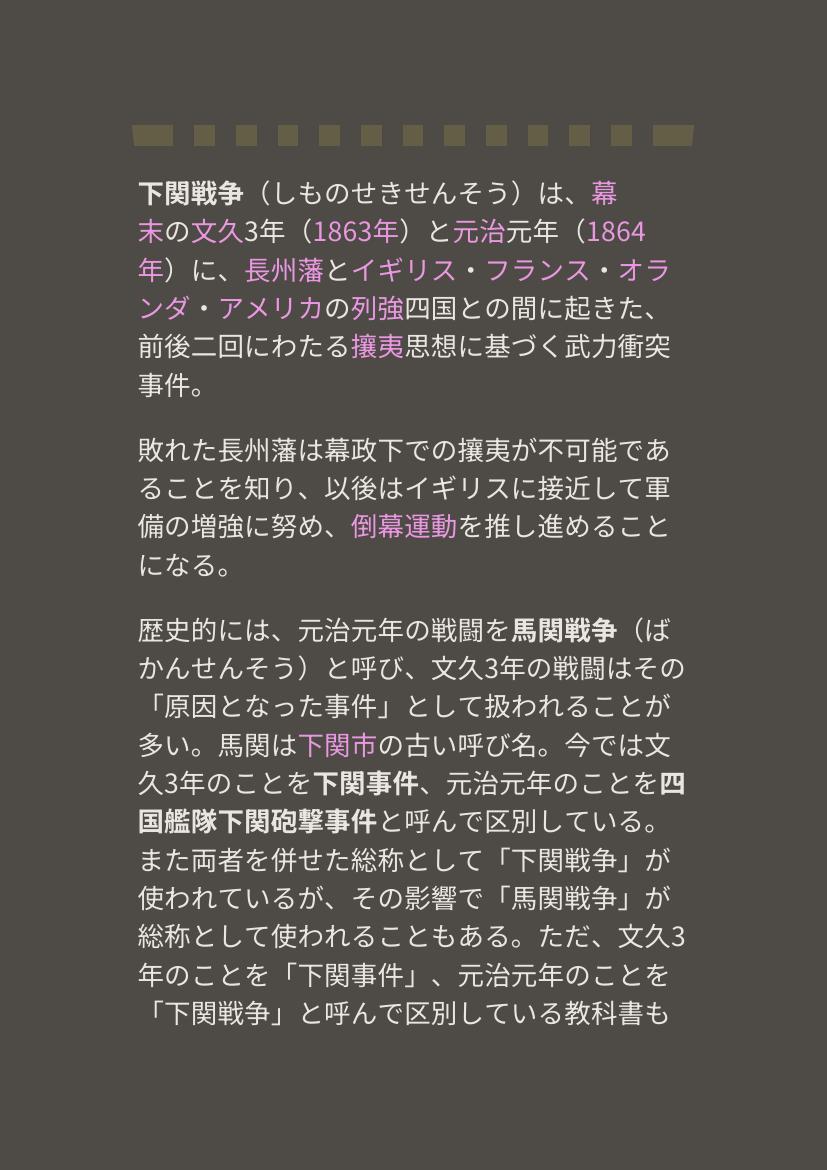 下関戦争（しものせきせんそう）は、幕
末の文久3年（1863年）と元治元年（1864
年）に、長州藩とイギリス・フランス・オラ
ンダ・アメリカの列強四国との間に起きた、
前後二回にわたる攘夷思想に基づく武力衝突
事件。
敗れた長州藩は幕政下での攘夷が不可能であ
ることを知り、以後はイギリスに接近して軍
備の増強に努め、倒幕運動を推し進めること
になる。
歴史的には、元治元年の戦闘を馬関戦争（ば
かんせんそう）と呼び、文久3年の戦闘はその
「原因となった事件」として扱われることが
多い。馬関は下関市の古い呼び名。今では文
久3年のことを下関事件、元治元年のことを四
国艦隊下関砲撃事件と呼んで区別している。
また両者を併せた総称として「下関戦争」が
使われているが、その影響で「馬関戦争」が
総称として使われることもある。ただ、文久3
年のことを「下関事件」、元治元年のことを
「下関戦争」と呼んで区別している教科書も